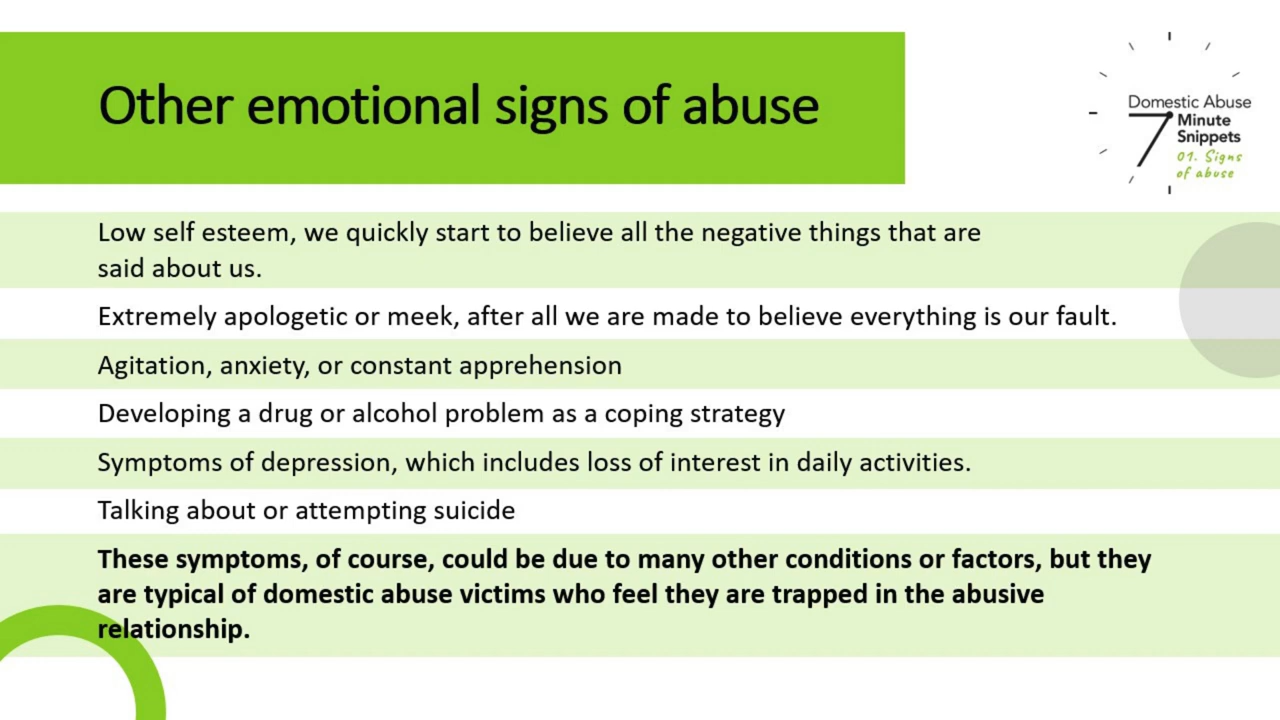 Other emotional signs of abuse
Domestic Abuse
7 Minute
Snippets
01. Signs
of abuse
Low self esteem, we quickly start to believe all the negative things that are
said about us.
Extremely apologetic or meek, after all we are made to believe everything is our fault.
Agitation, anxiety, or constant apprehension
Developing a drug or alcohol problem as a coping strategy
Symptoms of depression, which includes loss of interest in daily activities.
Talking about or attempting suicide
These symptoms, of course, could be due to many other conditions or factors, but they
are typical of domestic abuse victims who feel they are trapped in the abusive
relationship.